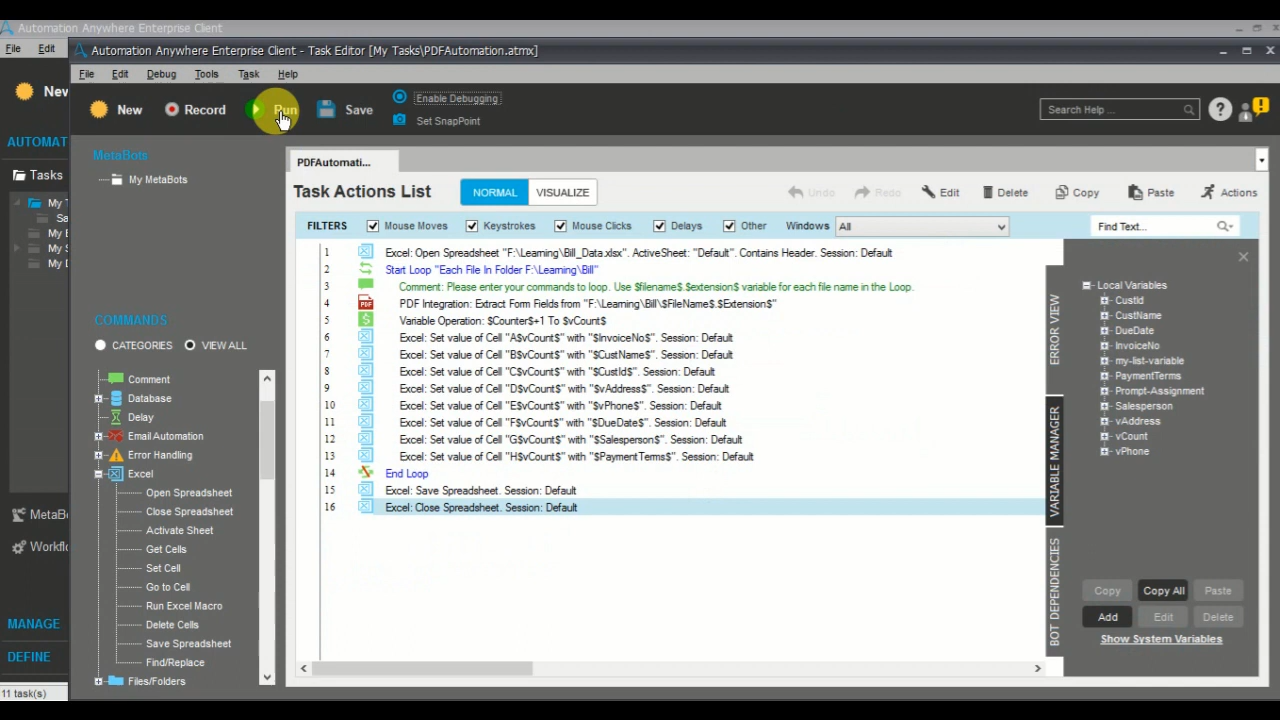 Automation Anywhere Enterprise Client
File Edit
Automation Anywhere Enterprise Client - Task Editor [My Tasks\PDFAutomation.atmx]
File Edit Debug Tools Task Help
New
New Record Run Save
Enable Debugging
Set SnapPoint
Search Help ...
AUTOMAT
Tasks
My T
Sa
My E
My S
My D
MetaBo
Workflo
MANAGE
DEFINE
11 task(s)
MetaBots
My MetaBots
COMMANDS
CATEGORIES VIEW ALL
Comment
Database
Delay
Email Automation
Error Handling
Excel
Open Spreadsheet
Close Spreadsheet
Activate Sheet
Get Cells
Set Cell
Go to Cell
Run Excel Macro
Delete Cells
Save Spreadsheet
Find/Replace
Files/Folders
PDFAutomati...
Task Actions List NORMAL VISUALIZE Undo Redo Edit Delete Copy Paste Actions
FILTERS Mouse Moves Keystrokes Mouse Clicks Delays Other Windows All Find Text...
1 Excel: Open Spreadsheet "F:\Learning\Bill_Data.xlsx". ActiveSheet: "Default". Contains Header. Session: Default
2 Start Loop "Each File In Folder F:\Learning\Bill"
3 Comment: Please enter your commands to loop. Use $filename$.$extension$ variable for each file name in the Loop.
4 PDF Integration: Extract Form Fields from "F:\Learning\Bill\$FileName$.$Extension$"
5 Variable Operation: $Counter$+1 To $vCount$
6 Excel: Set value of Cell "A$vCount$" with "$InvoiceNo$". Session: Default
7 Excel: Set value of Cell "B$vCount$" with "$CustName$". Session: Default
8 Excel: Set value of Cell "C$vCount$" with "$CustId$". Session: Default
9 Excel: Set value of Cell "D$vCount$" with "$vAddress$". Session: Default
10 Excel: Set value of Cell "E$vCount$" with "$vPhone$". Session: Default
11 Excel: Set value of Cell "F$vCount$" with "$DueDate$". Session: Default
12 Excel: Set value of Cell "G$vCount$" with "$Salesperson$". Session: Default
13 Excel: Set value of Cell "H$vCount$" with "$PaymentTerms$". Session: Default
14 End Loop
15 Excel: Save Spreadsheet. Session: Default
16 Excel: Close Spreadsheet. Session: Default
ERROR VIEW
VARIABLE MANAGER
BOT DEPENDENCIES
Local Variables
CustId
CustName
DueDate
InvoiceNo
my-list-variable
PaymentTerms
Prompt-Assignment
Salesperson
vAddress
vCount
vPhone
Copy Copy All Paste
Add Edit Delete
Show System Variables